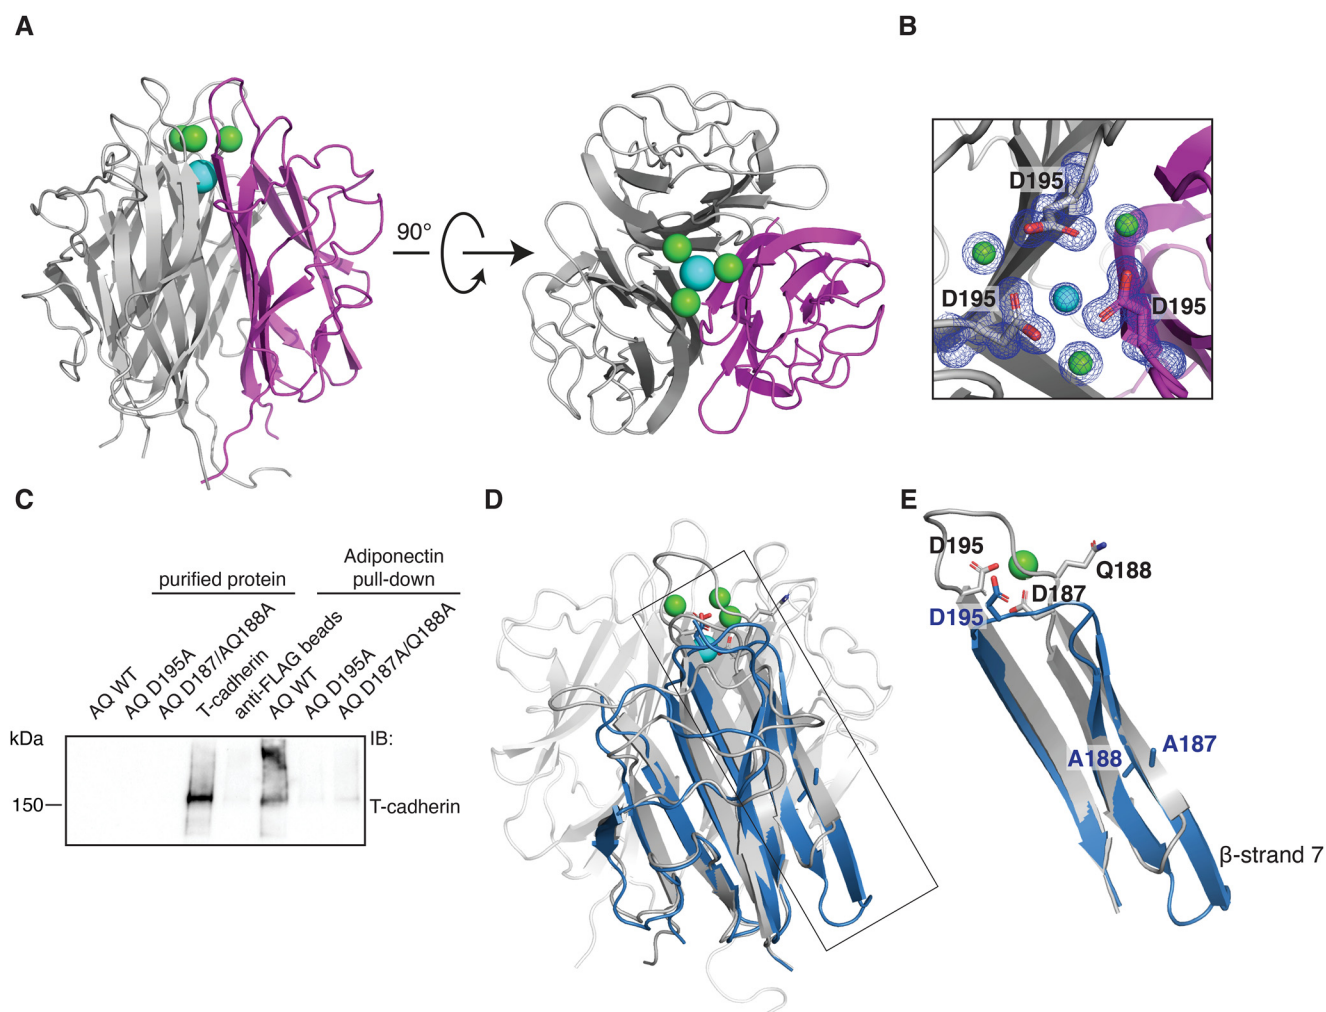 A
B
90°
D195
D195
D195
C
D
E
purified protein
Adiponectin
pull-down
AQ WT
AQ D195A
AQ D187/AQ188A
T-cadherin
anti-FLAG beads
AQ WT
AQ D195A
AQ D187A/Q188A
kDa
IB:
150
T-cadherin
D195
Q188
D187
D195
A187
A188
β-strand 7